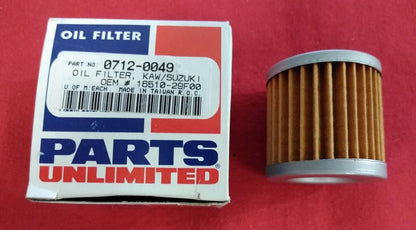 OIL FILTER
PART NO. 0712-0049
OIL FILTER, KAW/SUZUKI
OEM # 16510-29F00
U OF M:EACH MADE IN TAIWAN R.O.C.
PARTS
UNLIMITED®